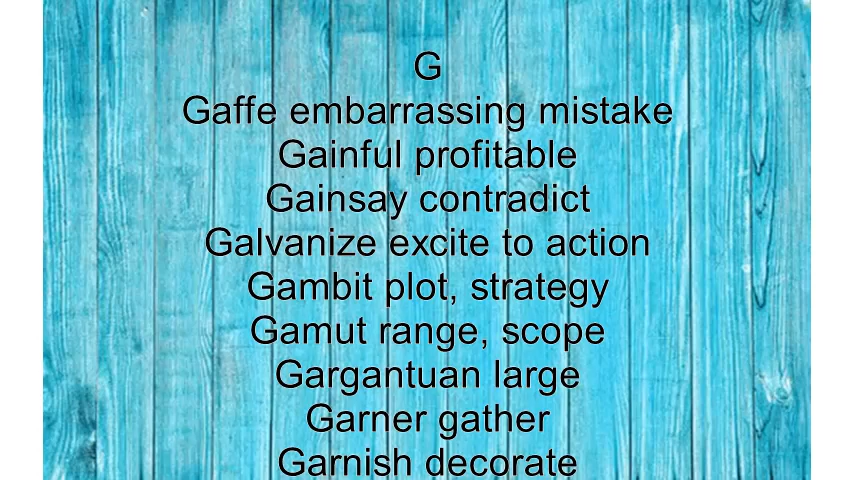 G
Gaffe embarrassing mistake
Gainful profitable
Gainsay contradict
Galvanize excite to action
Gambit plot, strategy
Gamut range, scope
Gargantuan large
Garner gather
Garnish decorate